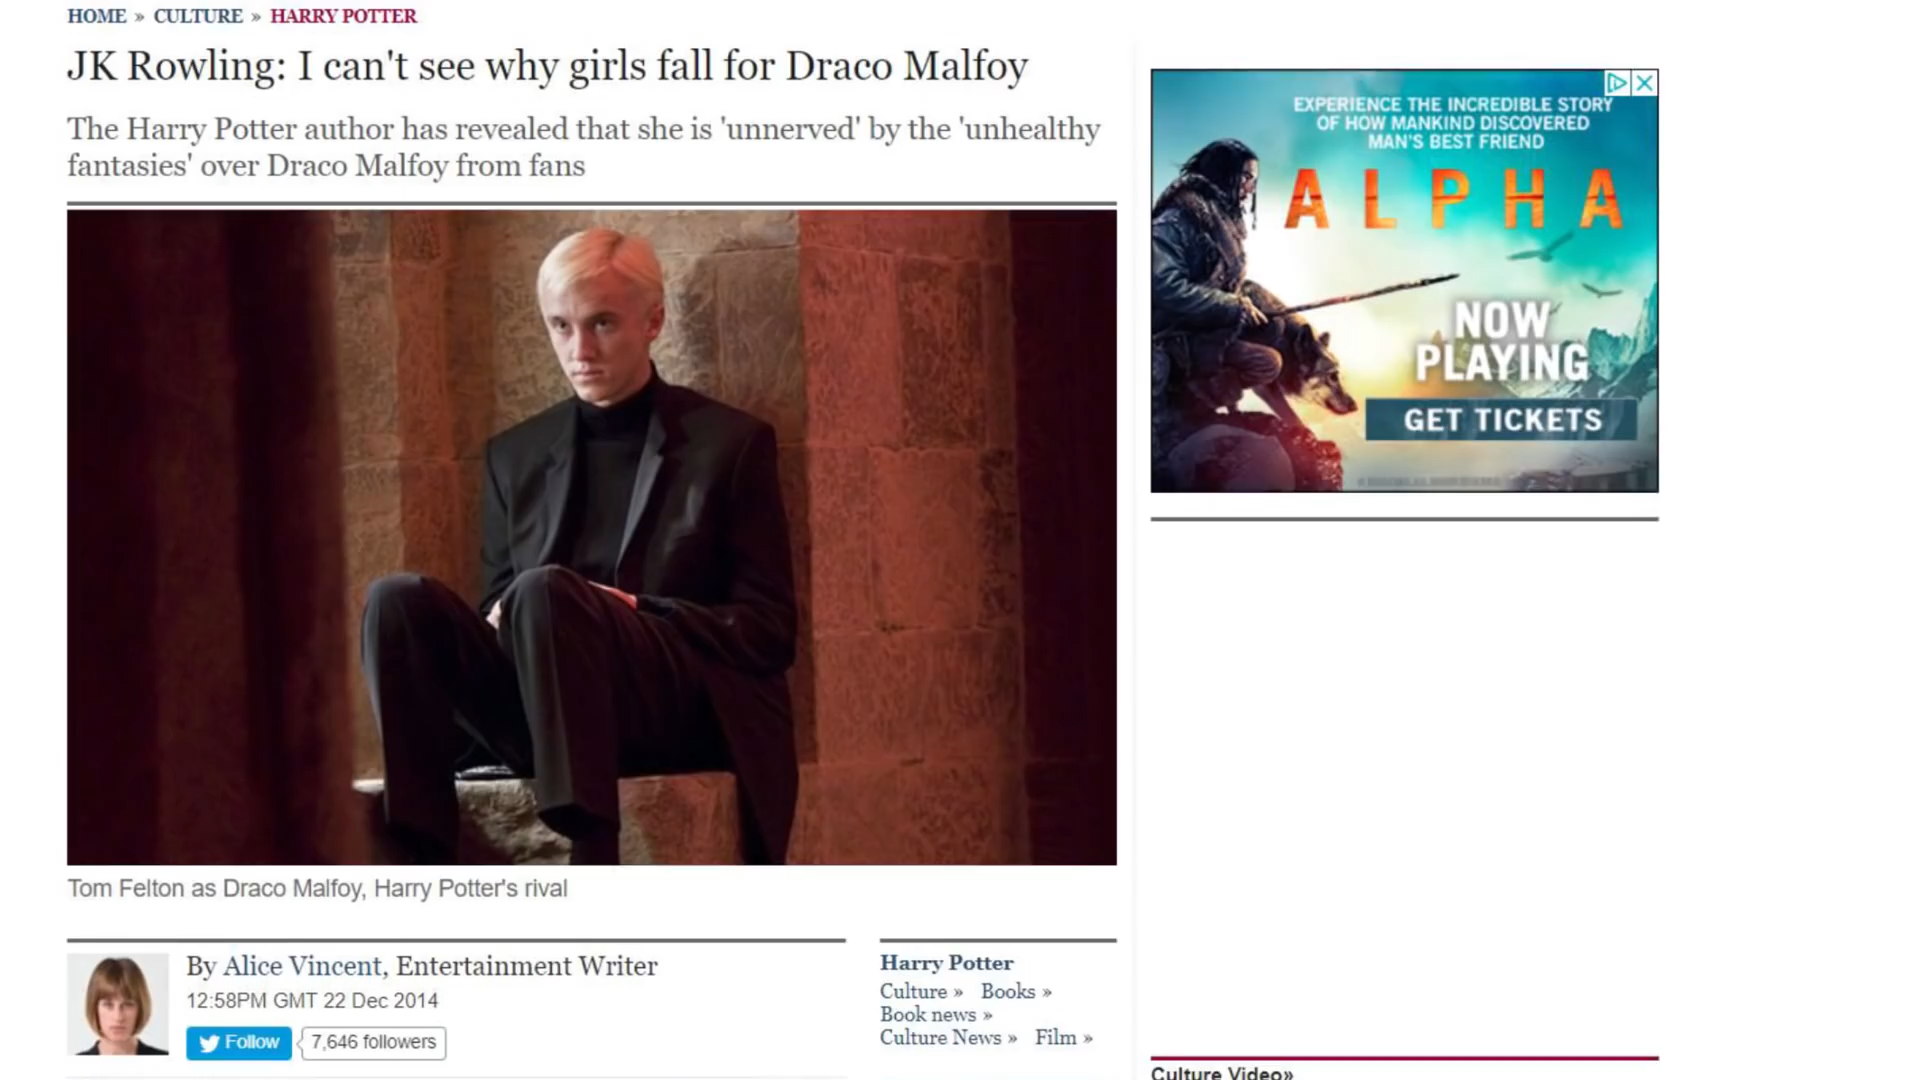 HOME » CULTURE » HARRY POTTER
JK Rowling: I can't see why girls fall for Draco Malfoy
The Harry Potter author has revealed that she is 'unnerved' by the 'unhealthy
fantasies' over Draco Malfoy from fans
Tom Felton as Draco Malfoy, Harry Potter's rival
By Alice Vincent, Entertainment Writer
12:58PM GMT 22 Dec 2014
Follow
7,646 followers
Harry Potter
Culture » Books »
Book news »
Culture News » Film »
EXPERIENCE THE INCREDIBLE STORY
OF HOW MANKIND DISCOVERED
MAN'S BEST FRIEND
ALPHA
NOW
PLAYING
GET TICKETS
Culture Video»